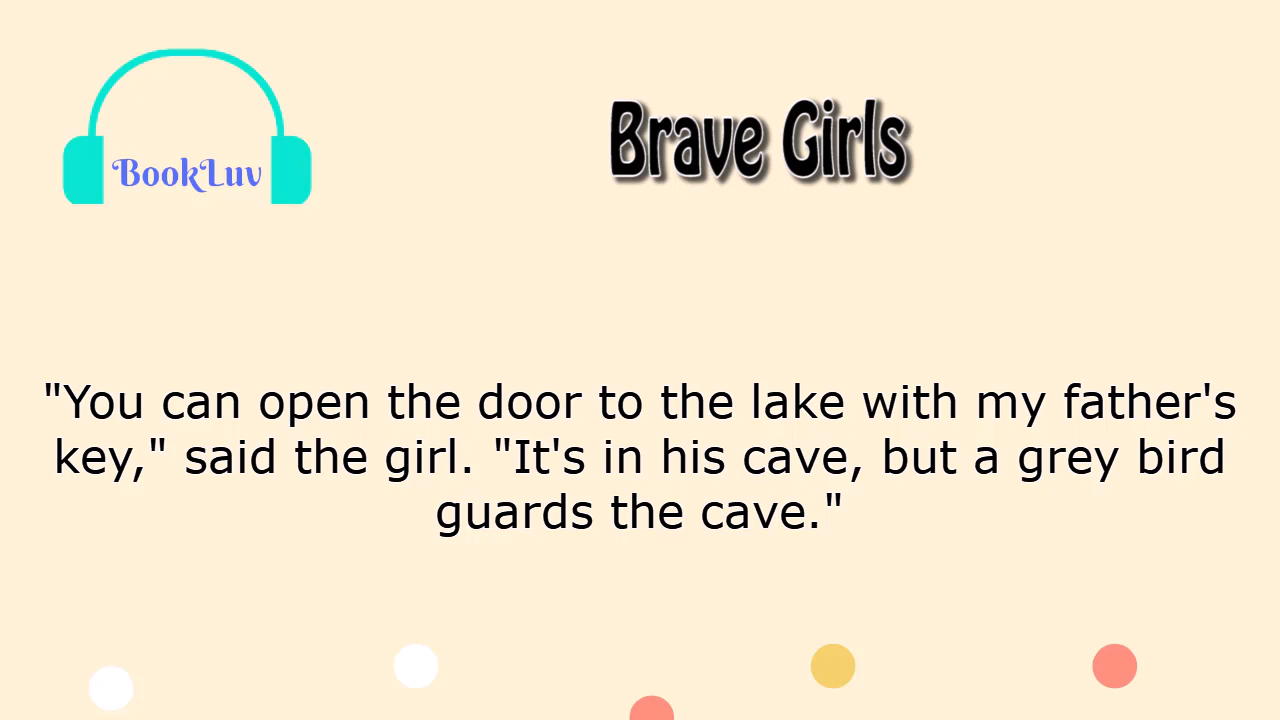 BookLuv
Brave Girls
"You can open the door to the lake with my father's
key," said the girl. "It's in his cave, but a grey bird
guards the cave."